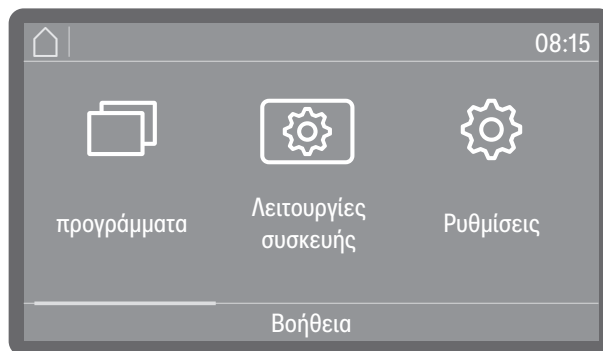 08:15
προγράμματα
Λειτουργίες
συσκευής
Ρυθμίσεις
Βοήθεια